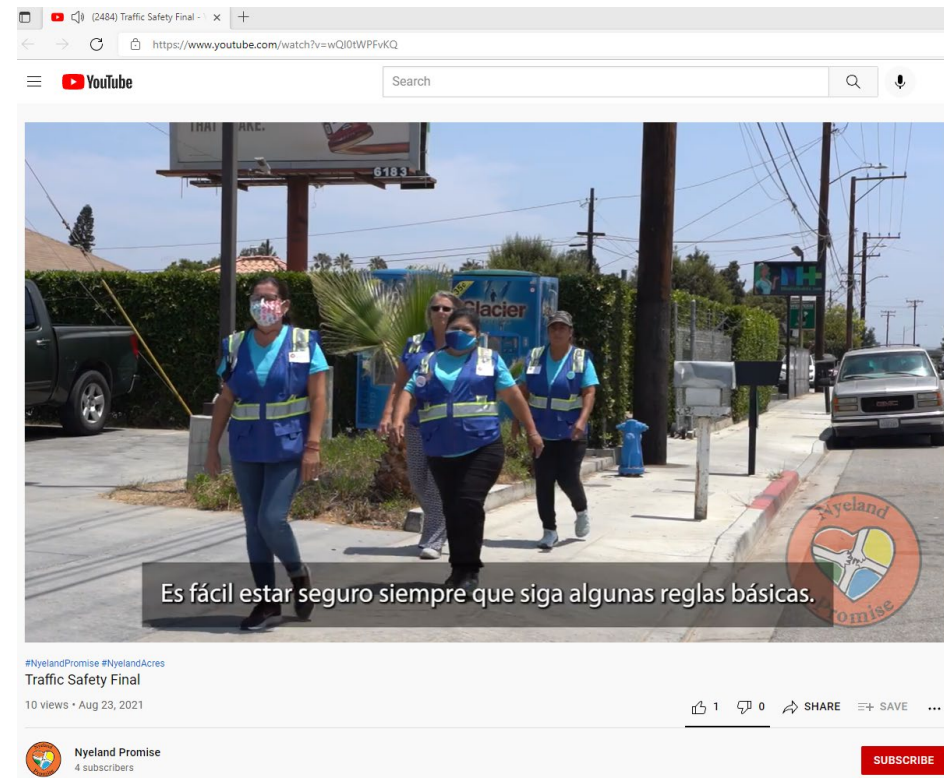 (2484) Traffic Safety Final -
https://www.youtube.com/watch?v=wQI0tWPFvKQ
YouTube
Search
THAT
6183
Glacier
Nyeland
Promise
Es fácil estar seguro siempre que siga algunas reglas básicas.
#NyelandPromise #NyelandAcres
Traffic Safety Final
10 views • Aug 23, 2021
1 0 SHARE SAVE
Nyeland Promise
4 subscribers
SUBSCRIBE